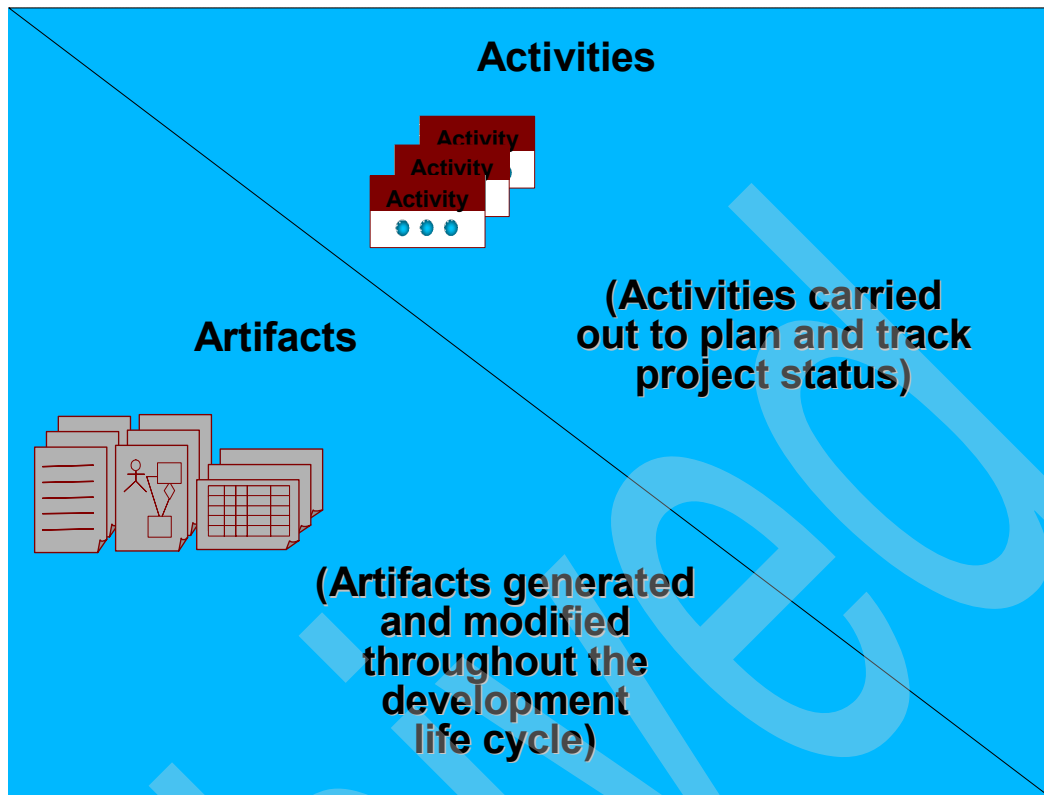 Activities
Activity
Activity
Activity
(Activities carried
out to plan and track
project status)
Artifacts
(Artifacts generated
and modified
throughout the
development
life cycle)